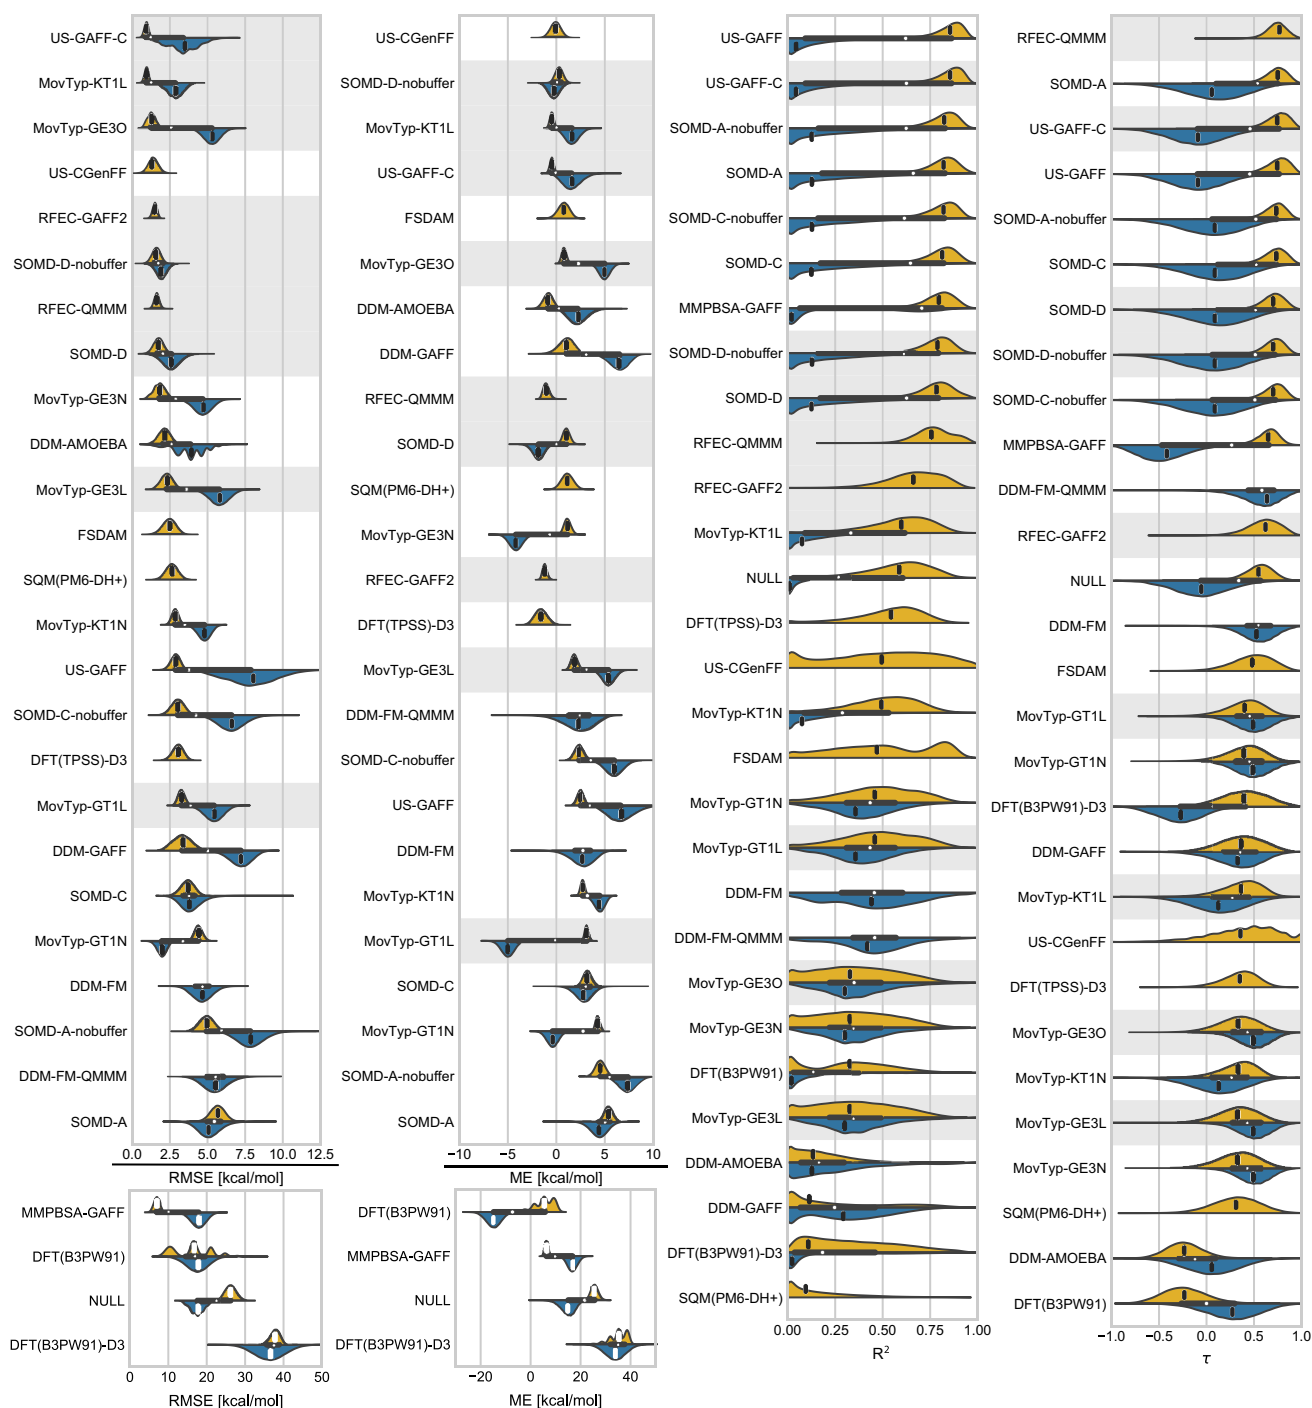 US-GAFF-C
MovTyp-KT1L
MovTyp-GE3O
US-CGenFF
RFEC-GAFF2
SOMD-D-nobuffer
RFEC-QMMM
SOMD-D
MovTyp-GE3N
DDM-AMOEBA
MovTyp-GE3L
FSDAM
SQM(PM6-DH+)
MovTyp-KT1N
US-GAFF
SOMD-C-nobuffer
DFT(TPSS)-D3
MovTyp-GT1L
DDM-GAFF
SOMD-C
MovTyp-GT1N
DDM-FM
SOMD-A-nobuffer
DDM-FM-QMMM
SOMD-A
0.0 2.5 5.0 7.5 10.0 12.5
RMSE [kcal/mol]
MMPBSA-GAFF
DFT(B3PW91)
NULL
DFT(B3PW91)-D3
0 10 20 30 40 50
RMSE [kcal/mol]
US-CGenFF
SOMD-D-nobuffer
MovTyp-KT1L
US-GAFF-C
FSDAM
MovTyp-GE3O
DDM-AMOEBA
DDM-GAFF
RFEC-QMMM
SOMD-D
SQM(PM6-DH+)
MovTyp-GE3N
RFEC-GAFF2
DFT(TPSS)-D3
MovTyp-GE3L
DDM-FM-QMMM
SOMD-C-nobuffer
US-GAFF
DDM-FM
MovTyp-KT1N
MovTyp-GT1L
SOMD-C
MovTyp-GT1N
SOMD-A-nobuffer
SOMD-A
−10 −5 0 5 10
ME [kcal/mol]
DFT(B3PW91)
MMPBSA-GAFF
NULL
DFT(B3PW91)-D3
−20 0 20 40
ME [kcal/mol]
US-GAFF
US-GAFF-C
SOMD-A-nobuffer
SOMD-A
SOMD-C-nobuffer
SOMD-C
MMPBSA-GAFF
SOMD-D-nobuffer
SOMD-D
RFEC-QMMM
RFEC-GAFF2
MovTyp-KT1L
NULL
DFT(TPSS)-D3
US-CGenFF
MovTyp-KT1N
FSDAM
MovTyp-GT1N
MovTyp-GT1L
DDM-FM
DDM-FM-QMMM
MovTyp-GE3O
MovTyp-GE3N
DFT(B3PW91)
MovTyp-GE3L
DDM-AMOEBA
DDM-GAFF
DFT(B3PW91)-D3
SQM(PM6-DH+)
0.00 0.25 0.50 0.75 1.00
R²
RFEC-QMMM
SOMD-A
US-GAFF-C
US-GAFF
SOMD-A-nobuffer
SOMD-C
SOMD-D
SOMD-D-nobuffer
SOMD-C-nobuffer
MMPBSA-GAFF
DDM-FM-QMMM
RFEC-GAFF2
NULL
DDM-FM
FSDAM
MovTyp-GT1L
MovTyp-GT1N
DFT(B3PW91)-D3
DDM-GAFF
MovTyp-KT1L
US-CGenFF
DFT(TPSS)-D3
MovTyp-GE3O
MovTyp-KT1N
MovTyp-GE3L
MovTyp-GE3N
SQM(PM6-DH+)
DDM-AMOEBA
DFT(B3PW91)
−1.0 −0.5 0.0 0.5 1.0
τ